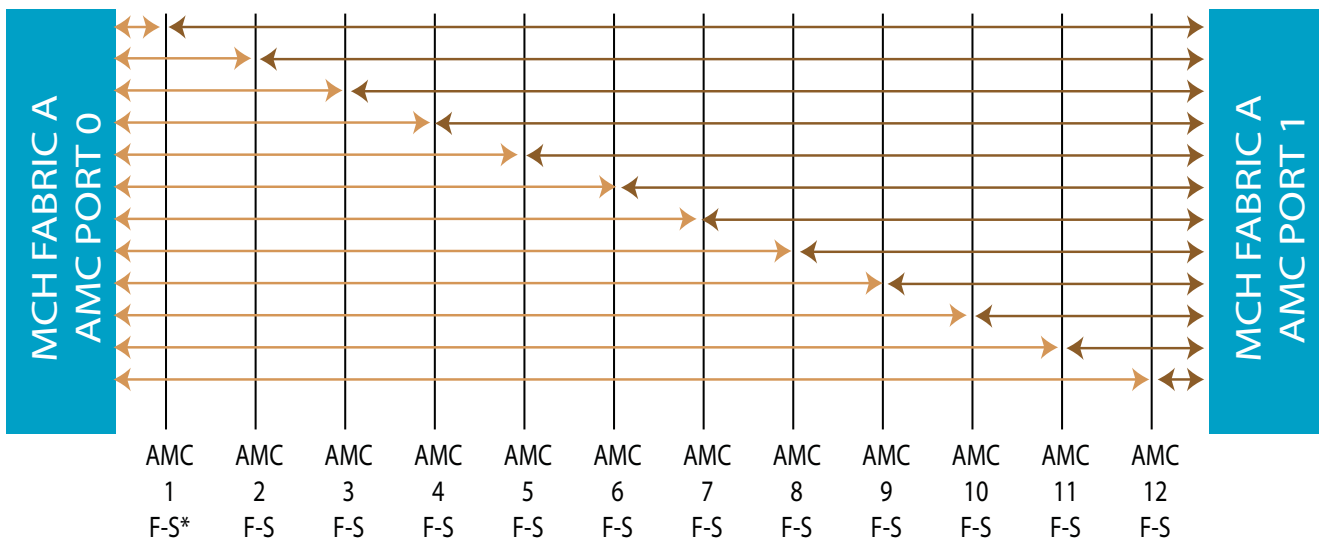 MCH FABRIC A
AMC PORT 0
MCH FABRIC A
AMC PORT 1
AMC AMC AMC AMC AMC AMC AMC AMC AMC AMC AMC AMC
1 2 3 4 5 6 7 8 9 10 11 12
F-S* F-S F-S F-S F-S F-S F-S F-S F-S F-S F-S F-S